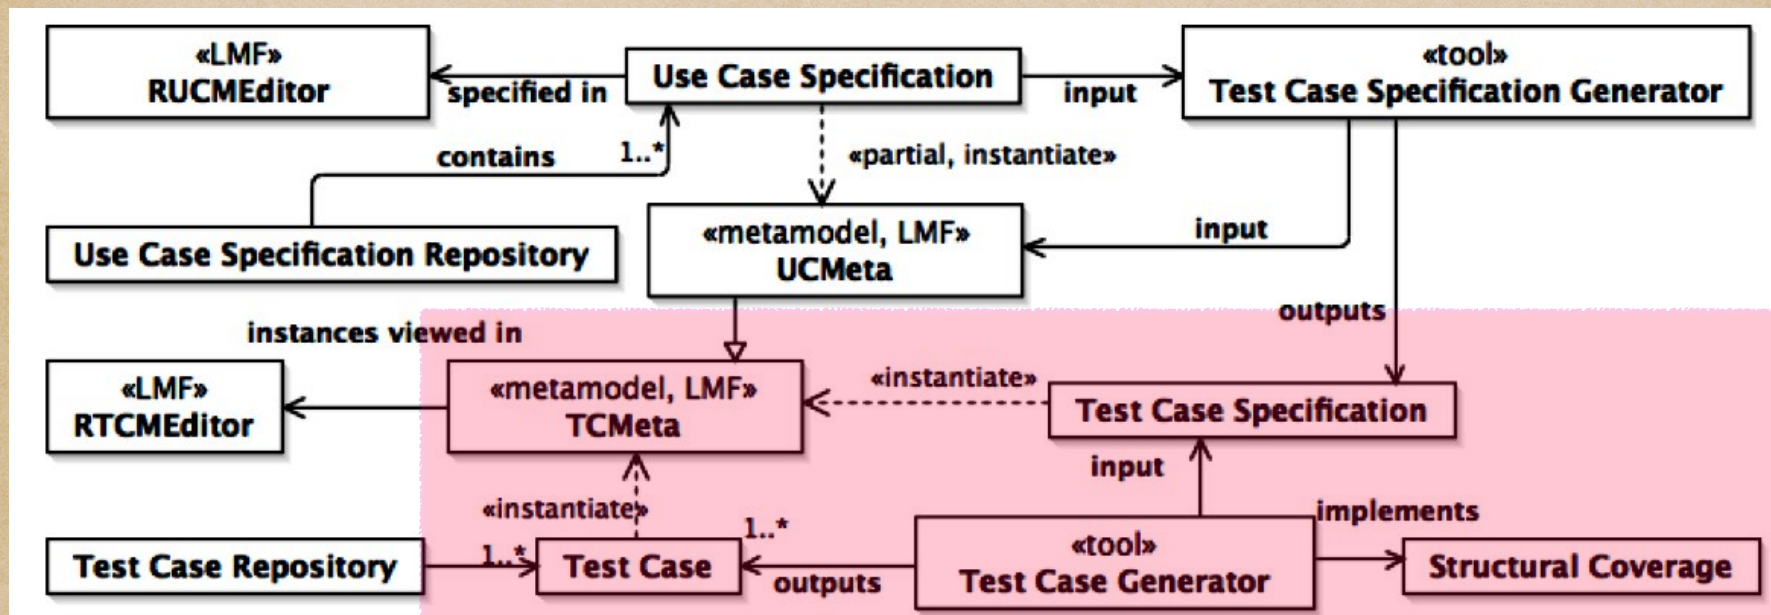 «LMF»
RUCMEditor
specified in
Use Case Specification
input
«tool»
Test Case Specification Generator
contains
1..*
«partial, instantiate»
Use Case Specification Repository
«metamodel, LMF»
UCMeta
input
instances viewed in
outputs
«LMF»
RTCMEditor
«metamodel, LMF»
TCMeta
«instantiate»
Test Case Specification
input
«instantiate»
1..*
implements
Test Case Repository
1..*
Test Case
outputs
«tool»
Test Case Generator
Structural Coverage